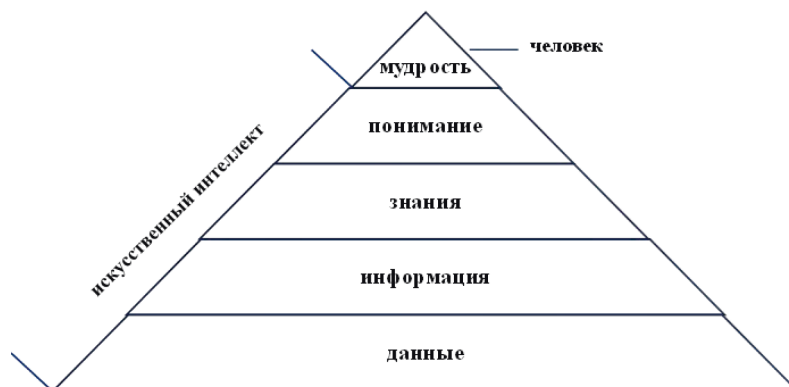 человек
мудрость
понимание
искусственный интеллект
знания
информация
данные